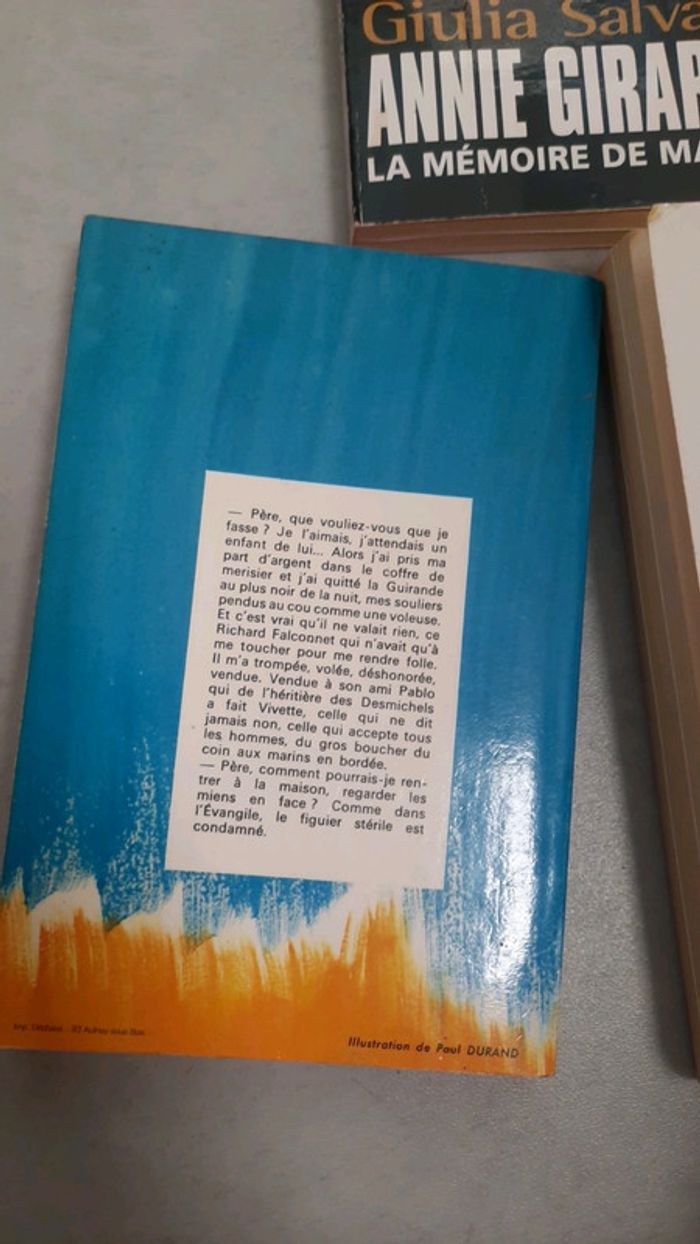 Giulia Salva
ANNIE GIRAR
LA MÉMOIRE DE MA
— Père, que vouliez-vous que je
fasse ? Je l'aimais, j'attendais un
enfant de lui... Alors j'ai pris ma
part d'argent dans le coffre de
merisier et j'ai quitté la Guirande
au plus noir de la nuit, mes souliers
pendus au cou comme une voleuse.
Et c'est vrai qu'il ne valait rien, ce
Richard Falconnet qui n'avait qu'à
me toucher pour me rendre folle.
Il m'a trompée, volée, déshonorée,
vendue. Vendue à son ami Pablo
qui de l'héritière des Desmichels
a fait Vivette, celle qui ne dit
jamais non, celle qui accepte tous
les hommes, du gros boucher du
coin aux marins en bordée.
— Père, comment pourrais-je ren-
trer à la maison, regarder les
miens en face ? Comme dans
l'Évangile, le figuier stérile est
condamné.
Illustration de Paul DURAND